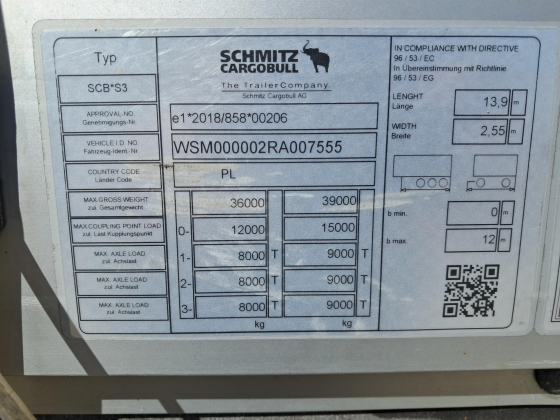 Typ
SCHMITZ
CARGOBULL
The TrailerCompany.
Schmitz Cargobull AG
IN COMPLIANCE WITH DIRECTIVE
96 / 53 / EC
In Übereinstimmung mit Richtlinie
96 / 53 / EG
SCB*S3
APPROVAL-NO.
Genehmigungs-Nr.
e1*2018/858*00206
LENGHT
Länge
13,9 m
VEHICLE I.D. NO.
Fahrzeug-Ident.-Nr.
WSM000002RA007555
WIDTH
Breite
2,55 m
COUNTRY CODE
Länder Code
PL
MAX.GROSS WEIGHT
zul. Gesamtgewicht
36000 39000
b min. 0 m
MAX.COUPLING POINT LOAD
zul. Last Kupplungspunkt
0- 12000 15000
b max. 12 m
MAX. AXLE LOAD
zul. Achslast
1- 8000 T 9000 T
MAX. AXLE LOAD
zul. Achslast
2- 8000 T 9000 T
MAX. AXLE LOAD
zul. Achslast
3- 8000 T 9000 T
kg kg